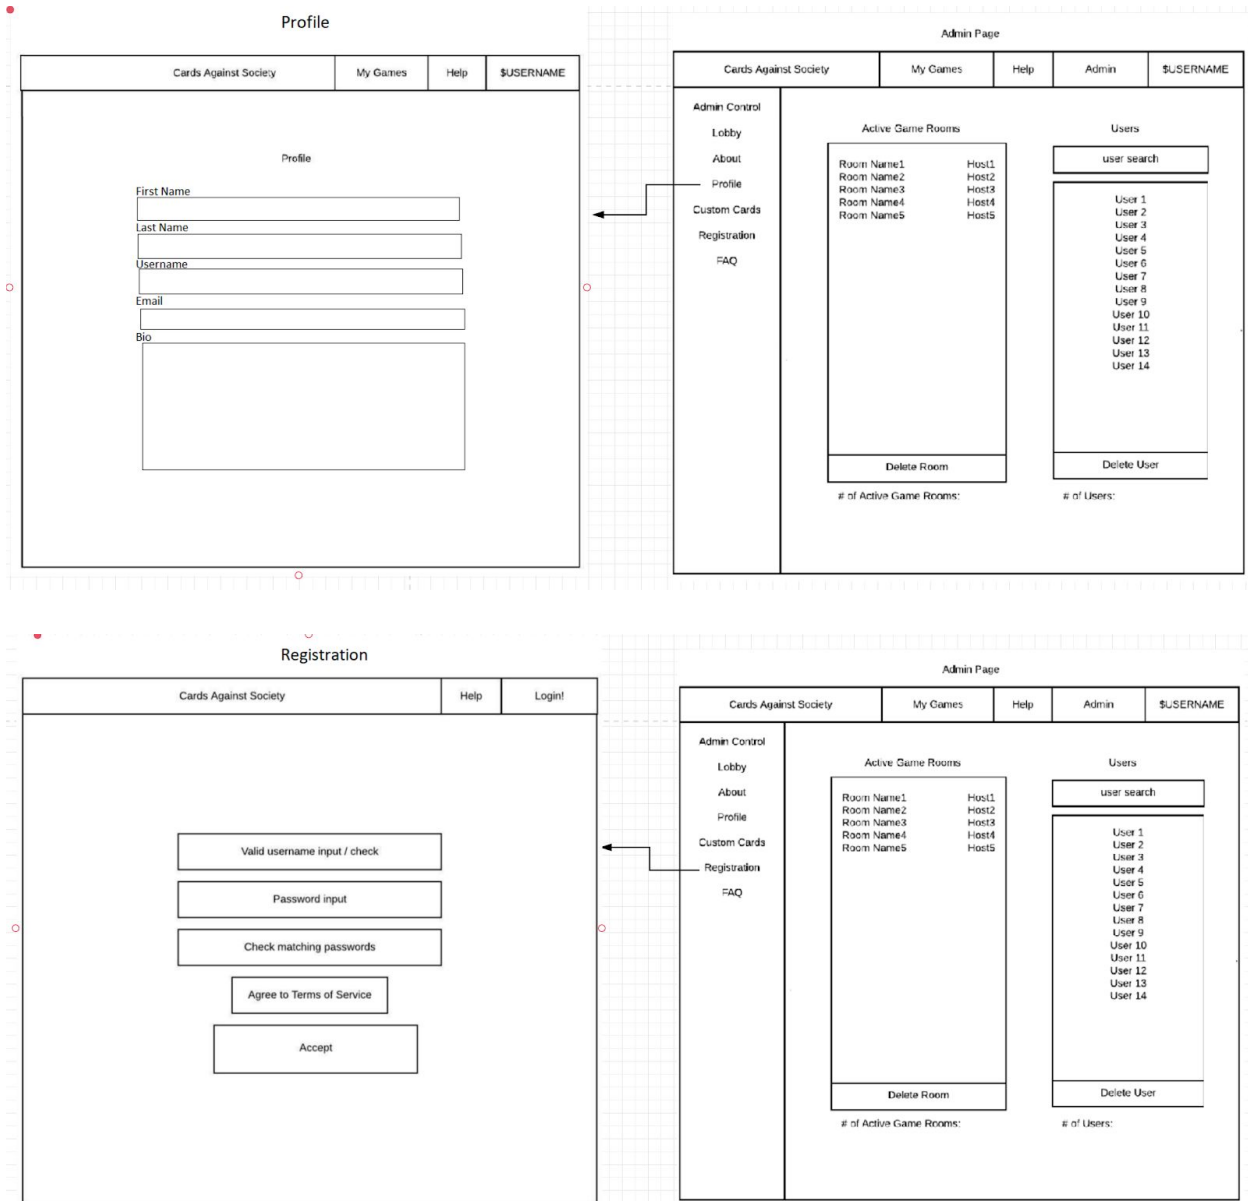 Profile
Cards Against Society
My Games
Help
$USERNAME
Profile
First Name
Last Name
Username
Email
Bio
Admin Page
Cards Against Society
My Games
Help
Admin
$USERNAME
Admin Control
Lobby
About
Profile
Custom Cards
Registration
FAQ
Active Game Rooms
Room Name1 Host1
Room Name2 Host2
Room Name3 Host3
Room Name4 Host4
Room Name5 Host5
Delete Room
# of Active Game Rooms:
Users
user search
User 1
User 2
User 3
User 4
User 5
User 6
User 7
User 8
User 9
User 10
User 11
User 12
User 13
User 14
Delete User
# of Users:
Registration
Cards Against Society
Help
Login!
Valid username input / check
Password input
Check matching passwords
Agree to Terms of Service
Accept
Admin Page
Cards Against Society
My Games
Help
Admin
$USERNAME
Admin Control
Lobby
About
Profile
Custom Cards
Registration
FAQ
Active Game Rooms
Room Name1 Host1
Room Name2 Host2
Room Name3 Host3
Room Name4 Host4
Room Name5 Host5
Delete Room
# of Active Game Rooms:
Users
user search
User 1
User 2
User 3
User 4
User 5
User 6
User 7
User 8
User 9
User 10
User 11
User 12
User 13
User 14
Delete User
# of Users: